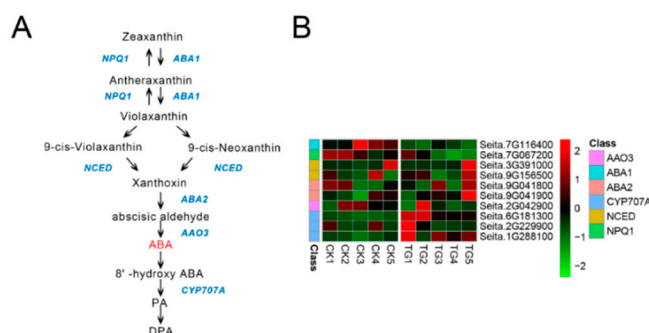 A
Zeaxanthin
NPQ1 ABA1
Antheraxanthin
NPQ1 ABA1
Violaxanthin
9-cis-Violaxanthin 9-cis-Neoxanthin
NCED NCED
Xanthoxin
ABA2
abscisic aldehyde
AAO3
ABA
8' -hydroxy ABA
CYP707A
PA
DPA
B
Seita.7G116400
Seita.7G067200
Seita.3G391000
Seita.9G156500
Seita.9G041800
Seita.9G041900
Seita.2G042900
Seita.6G181300
Seita.2G229900
Seita.1G288100
Class CK1 CK2 CK3 CK4 CK5 TG1 TG2 TG3 TG4 TG5
2
1
0
−1
−2
Class
AAO3
ABA1
ABA2
CYP707A
NCED
NPQ1